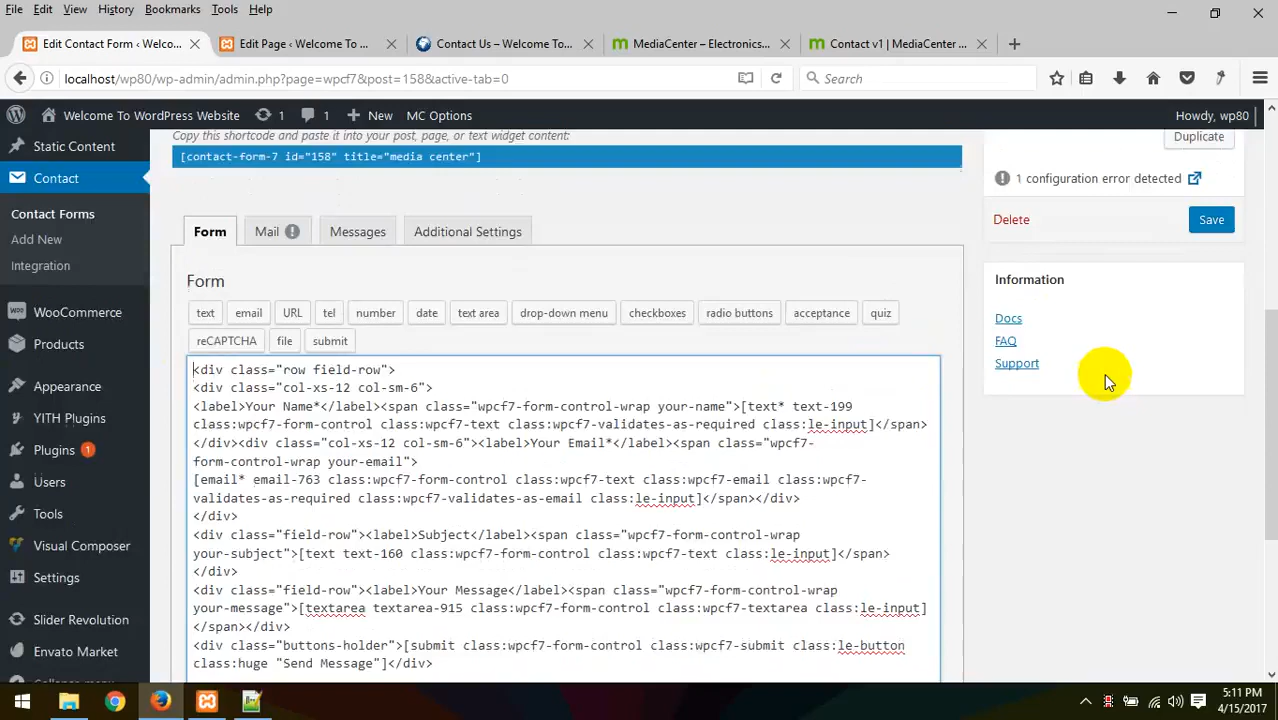 File Edit View History Bookmarks Tools Help
Edit Contact Form ‹ Welco... × Edit Page ‹ Welcome To ... × Contact Us – Welcome To... × MediaCenter – Electronics... × Contact v1 | MediaCenter ... ×
localhost/wp80/wp-admin/admin.php?page=wpcf7&post=158&active-tab=0 Search
Welcome To WordPress Website 1 1 New MC Options Howdy, wp80
Static Content
Contact
Contact Forms
Add New
Integration
WooCommerce
Products
Appearance
YITH Plugins
Plugins 1
Users
Tools
Visual Composer
Settings
Slider Revolution
Envato Market
Copy this shortcode and paste it into your post, page, or text widget content:
[contact-form-7 id="158" title="media center"]
Form Mail Messages Additional Settings
Form
text email URL tel number date text area drop-down menu checkboxes radio buttons acceptance quiz
reCAPTCHA file submit
<div class="row field-row">
<div class="col-xs-12 col-sm-6">
<label>Your Name*</label><span class="wpcf7-form-control-wrap your-name">[text* text-199
class:wpcf7-form-control class:wpcf7-text class:wpcf7-validates-as-required class:le-input]</span>
</div><div class="col-xs-12 col-sm-6"><label>Your Email*</label><span class="wpcf7-
form-control-wrap your-email">
[email* email-763 class:wpcf7-form-control class:wpcf7-text class:wpcf7-email class:wpcf7-
validates-as-required class:wpcf7-validates-as-email class:le-input]</span></div>
</div>
<div class="field-row"><label>Subject</label><span class="wpcf7-form-control-wrap
your-subject">[text text-160 class:wpcf7-form-control class:wpcf7-text class:le-input]</span>
</div>
<div class="field-row"><label>Your Message</label><span class="wpcf7-form-control-wrap
your-message">[textarea textarea-915 class:wpcf7-form-control class:wpcf7-textarea class:le-input]
</span></div>
<div class="buttons-holder">[submit class:wpcf7-form-control class:wpcf7-submit class:le-button
class:huge "Send Message"]</div>
Duplicate
1 configuration error detected
Delete Save
Information
Docs
FAQ
Support
5:11 PM
4/15/2017